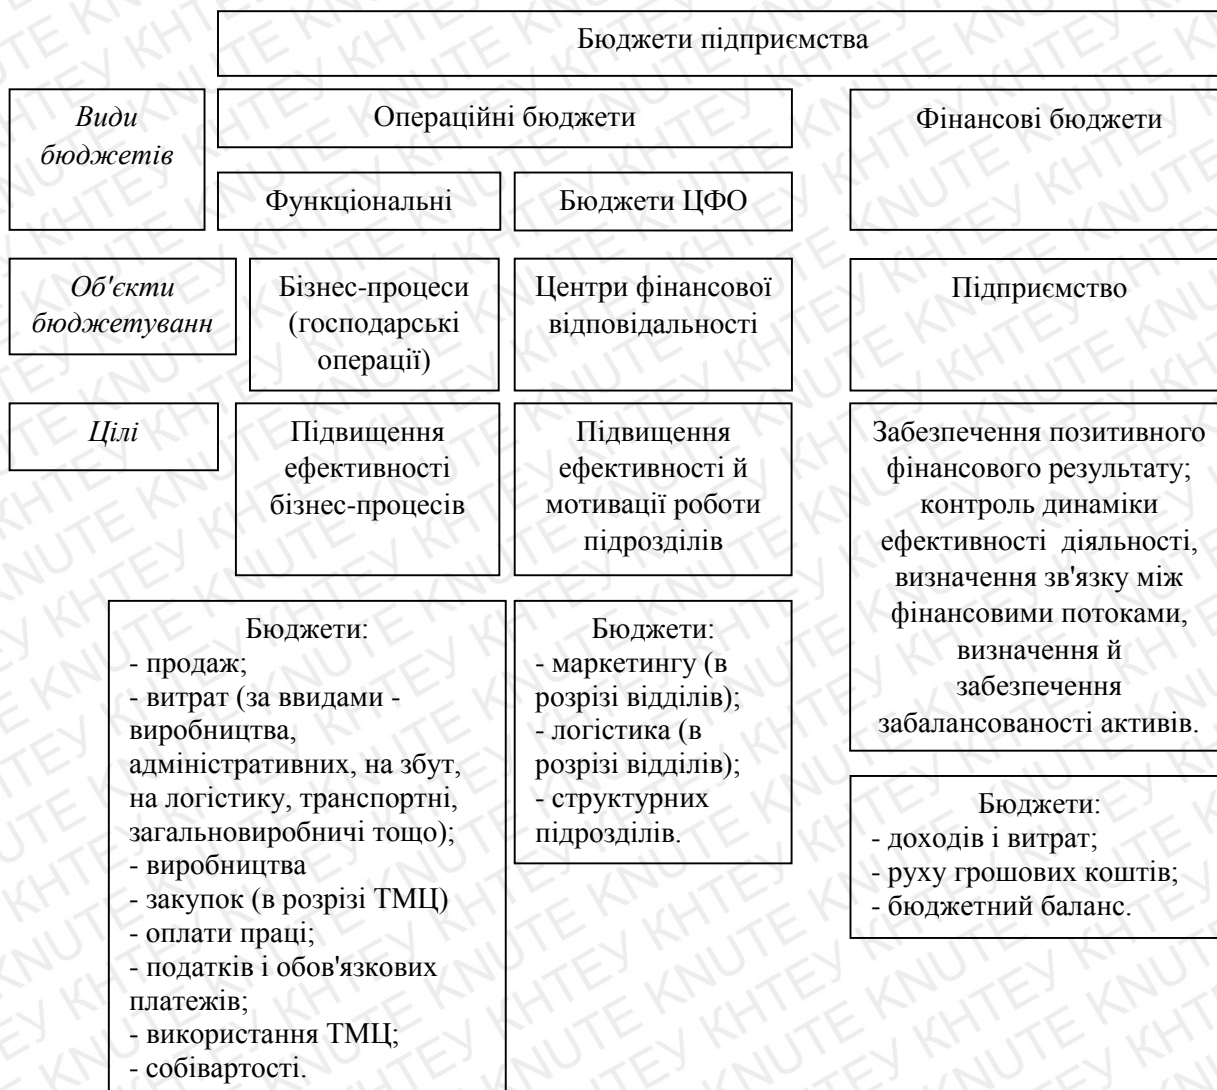 Бюджети підприємства
Види
бюджетів
Операційні бюджети
Фінансові бюджети
Функціональні
Бюджети ЦФО
Об'єкти
бюджетуванн
Бізнес-процеси
(господарські
операції)
Центри фінансової
відповідальності
Підприємство
Цілі
Підвищення
ефективності
бізнес-процесів
Підвищення
ефективності й
мотивації роботи
підрозділів
Забезпечення позитивного
фінансового результату;
контроль динаміки
ефективності діяльності,
визначення зв'язку між
фінансовими потоками,
визначення й
забезпечення
забалансованості активів.
Бюджети:
- продаж;
- витрат (за ввидами -
виробництва,
адміністративних, на збут,
на логістику, транспортні,
загальновиробничі тощо);
- виробництва
- закупок (в розрізі ТМЦ)
- оплати праці;
- податків і обов'язкових
платежів;
- використання ТМЦ;
- собівартості.
Бюджети:
- маркетингу (в
розрізі відділів);
- логістика (в
розрізі відділів);
- структурних
підрозділів.
Бюджети:
- доходів і витрат;
- руху грошових коштів;
- бюджетний баланс.